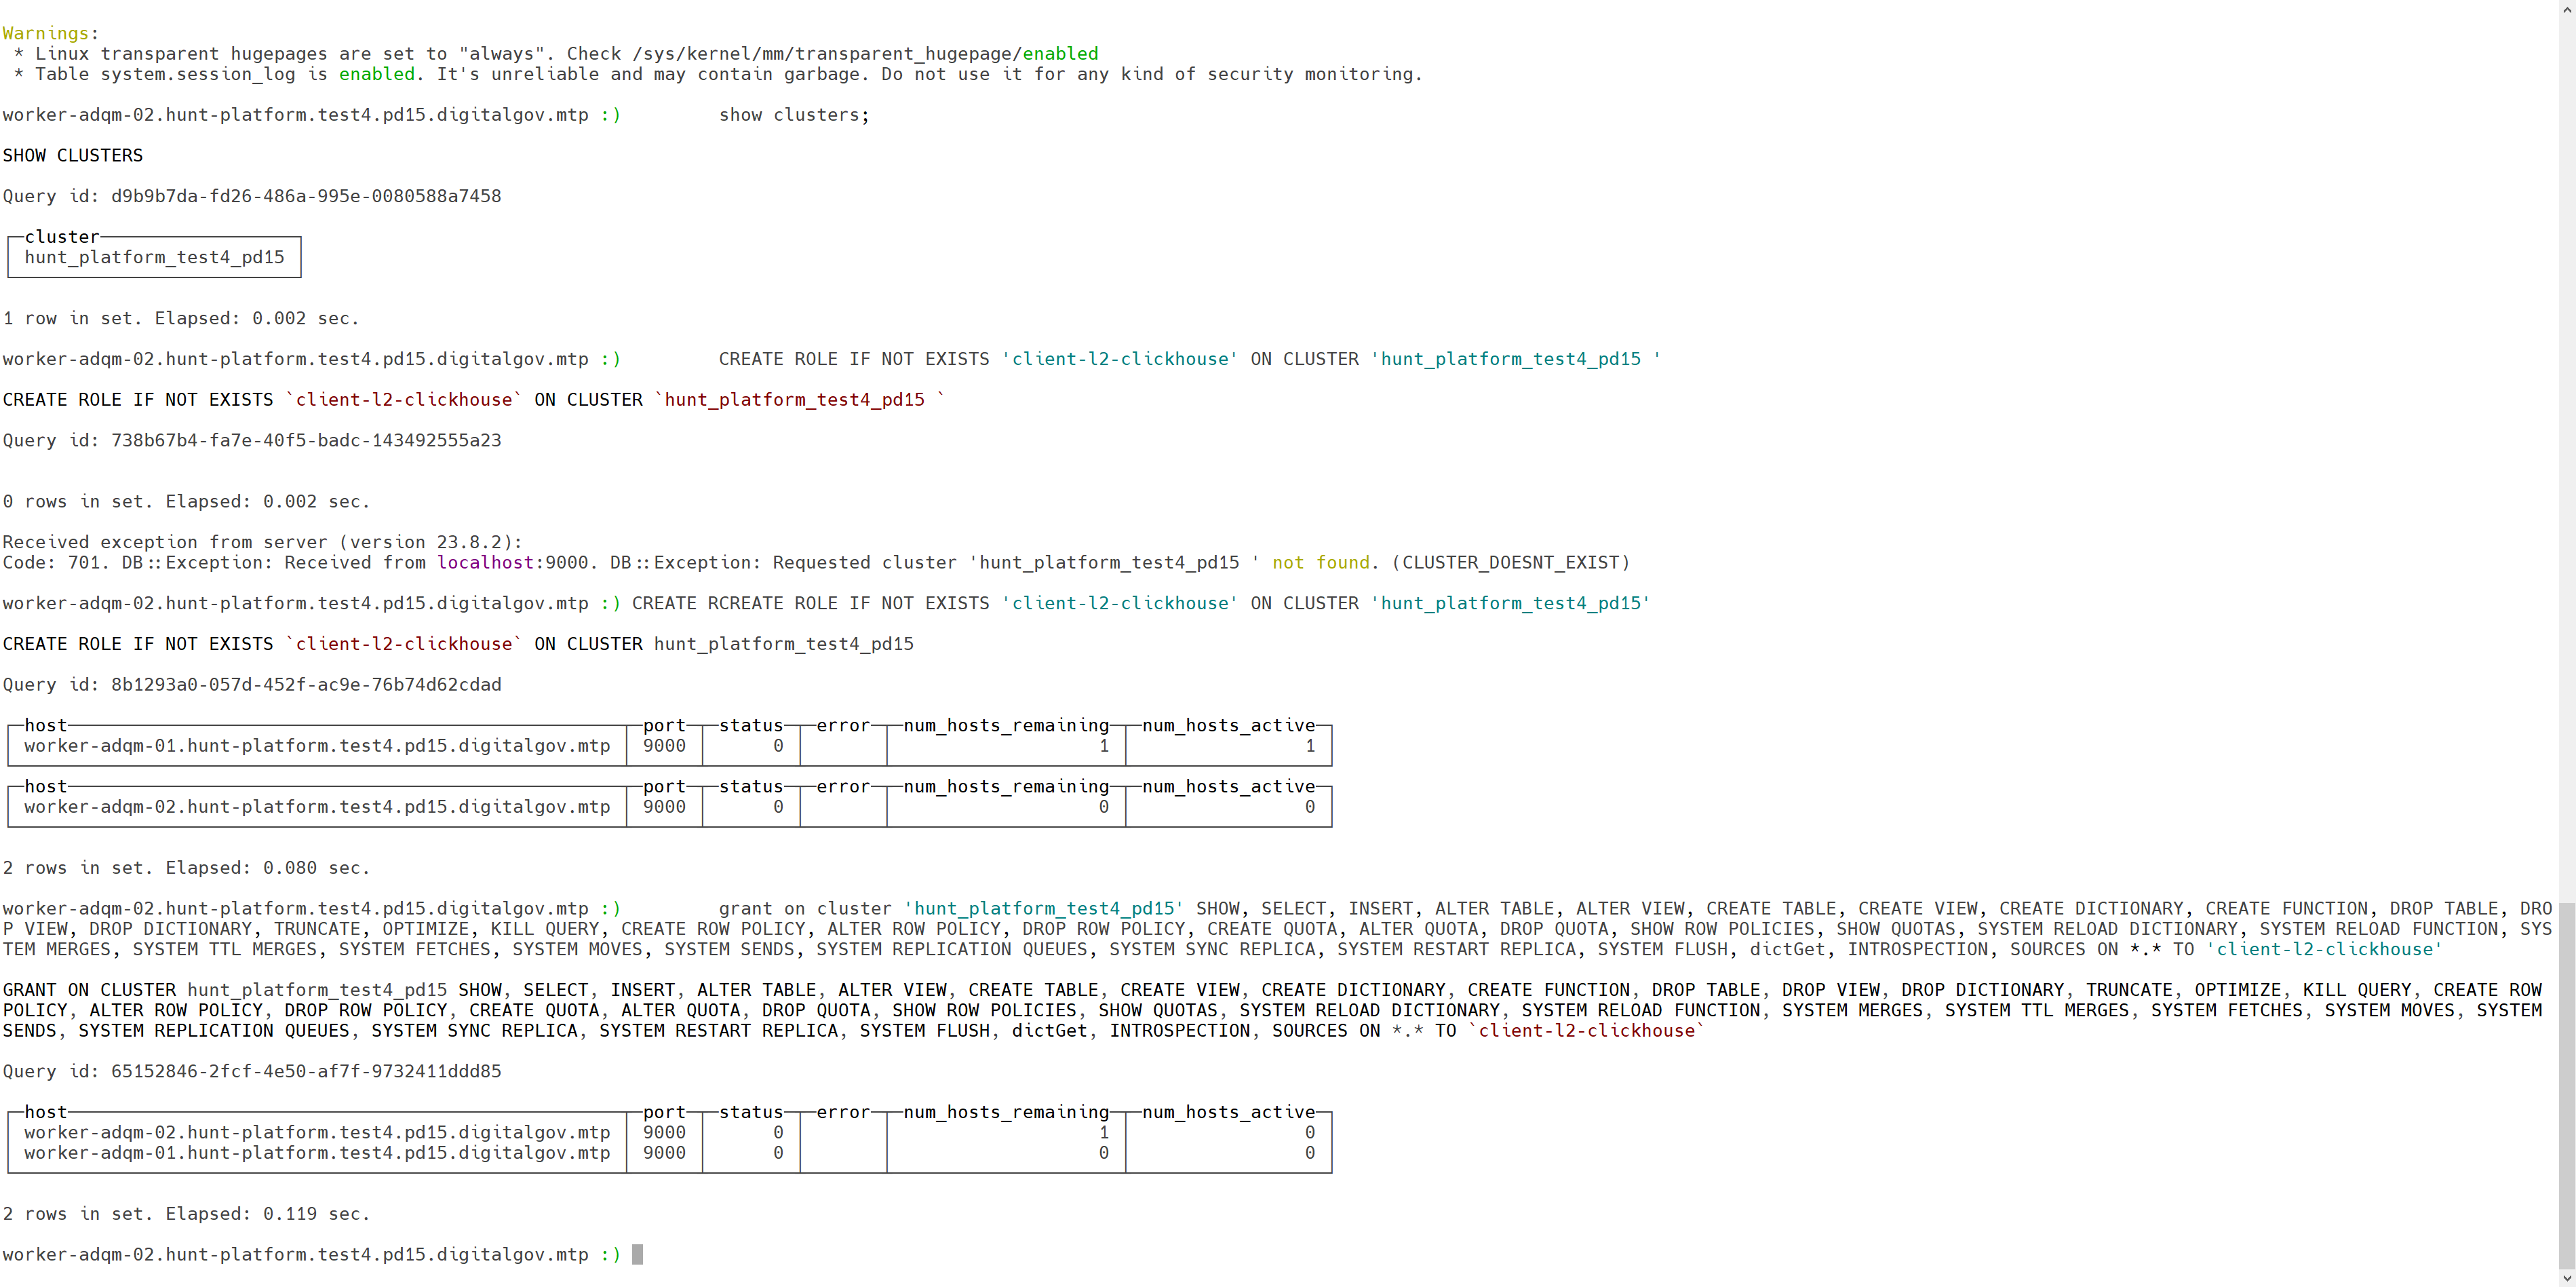 Warnings:
 * Linux transparent hugepages are set to "always". Check /sys/kernel/mm/transparent_hugepage/enabled
 * Table system.session_log is enabled. It's unreliable and may contain garbage. Do not use it for any kind of security monitoring.
worker-adqm-02.hunt-platform.test4.pd15.digitalgov.mtp :)         show clusters;
SHOW CLUSTERS
Query id: d9b9b7da-fd26-486a-995e-0080588a7458
cluster
hunt_platform_test4_pd15
1 row in set. Elapsed: 0.002 sec.
worker-adqm-02.hunt-platform.test4.pd15.digitalgov.mtp :)         CREATE ROLE IF NOT EXISTS 'client-l2-clickhouse' ON CLUSTER 'hunt_platform_test4_pd15 '
CREATE ROLE IF NOT EXISTS `client-l2-clickhouse` ON CLUSTER `hunt_platform_test4_pd15 `
Query id: 738b67b4-fa7e-40f5-badc-143492555a23
0 rows in set. Elapsed: 0.002 sec.
Received exception from server (version 23.8.2):
Code: 701. DB::Exception: Received from localhost:9000. DB::Exception: Requested cluster 'hunt_platform_test4_pd15 ' not found. (CLUSTER_DOESNT_EXIST)
worker-adqm-02.hunt-platform.test4.pd15.digitalgov.mtp :) CREATE RCREATE ROLE IF NOT EXISTS 'client-l2-clickhouse' ON CLUSTER 'hunt_platform_test4_pd15'
CREATE ROLE IF NOT EXISTS `client-l2-clickhouse` ON CLUSTER hunt_platform_test4_pd15
Query id: 8b1293a0-057d-452f-ac9e-76b74d62cdad
host port status error num_hosts_remaining num_hosts_active
worker-adqm-01.hunt-platform.test4.pd15.digitalgov.mtp 9000 0 1 1
host port status error num_hosts_remaining num_hosts_active
worker-adqm-02.hunt-platform.test4.pd15.digitalgov.mtp 9000 0 0 0
2 rows in set. Elapsed: 0.080 sec.
worker-adqm-02.hunt-platform.test4.pd15.digitalgov.mtp :)         grant on cluster 'hunt_platform_test4_pd15' SHOW, SELECT, INSERT, ALTER TABLE, ALTER VIEW, CREATE TABLE, CREATE VIEW, CREATE DICTIONARY, CREATE FUNCTION, DROP TABLE, DRO
P VIEW, DROP DICTIONARY, TRUNCATE, OPTIMIZE, KILL QUERY, CREATE ROW POLICY, ALTER ROW POLICY, DROP ROW POLICY, CREATE QUOTA, ALTER QUOTA, DROP QUOTA, SHOW ROW POLICIES, SHOW QUOTAS, SYSTEM RELOAD DICTIONARY, SYSTEM RELOAD FUNCTION, SYS
TEM MERGES, SYSTEM TTL MERGES, SYSTEM FETCHES, SYSTEM MOVES, SYSTEM SENDS, SYSTEM REPLICATION QUEUES, SYSTEM SYNC REPLICA, SYSTEM RESTART REPLICA, SYSTEM FLUSH, dictGet, INTROSPECTION, SOURCES ON *.* TO 'client-l2-clickhouse'
GRANT ON CLUSTER hunt_platform_test4_pd15 SHOW, SELECT, INSERT, ALTER TABLE, ALTER VIEW, CREATE TABLE, CREATE VIEW, CREATE DICTIONARY, CREATE FUNCTION, DROP TABLE, DROP VIEW, DROP DICTIONARY, TRUNCATE, OPTIMIZE, KILL QUERY, CREATE ROW
POLICY, ALTER ROW POLICY, DROP ROW POLICY, CREATE QUOTA, ALTER QUOTA, DROP QUOTA, SHOW ROW POLICIES, SHOW QUOTAS, SYSTEM RELOAD DICTIONARY, SYSTEM RELOAD FUNCTION, SYSTEM MERGES, SYSTEM TTL MERGES, SYSTEM FETCHES, SYSTEM MOVES, SYSTEM
SENDS, SYSTEM REPLICATION QUEUES, SYSTEM SYNC REPLICA, SYSTEM RESTART REPLICA, SYSTEM FLUSH, dictGet, INTROSPECTION, SOURCES ON *.* TO `client-l2-clickhouse`
Query id: 65152846-2fcf-4e50-af7f-9732411ddd85
host port status error num_hosts_remaining num_hosts_active
worker-adqm-02.hunt-platform.test4.pd15.digitalgov.mtp 9000 0 1 0
worker-adqm-01.hunt-platform.test4.pd15.digitalgov.mtp 9000 0 0 0
2 rows in set. Elapsed: 0.119 sec.
worker-adqm-02.hunt-platform.test4.pd15.digitalgov.mtp :)